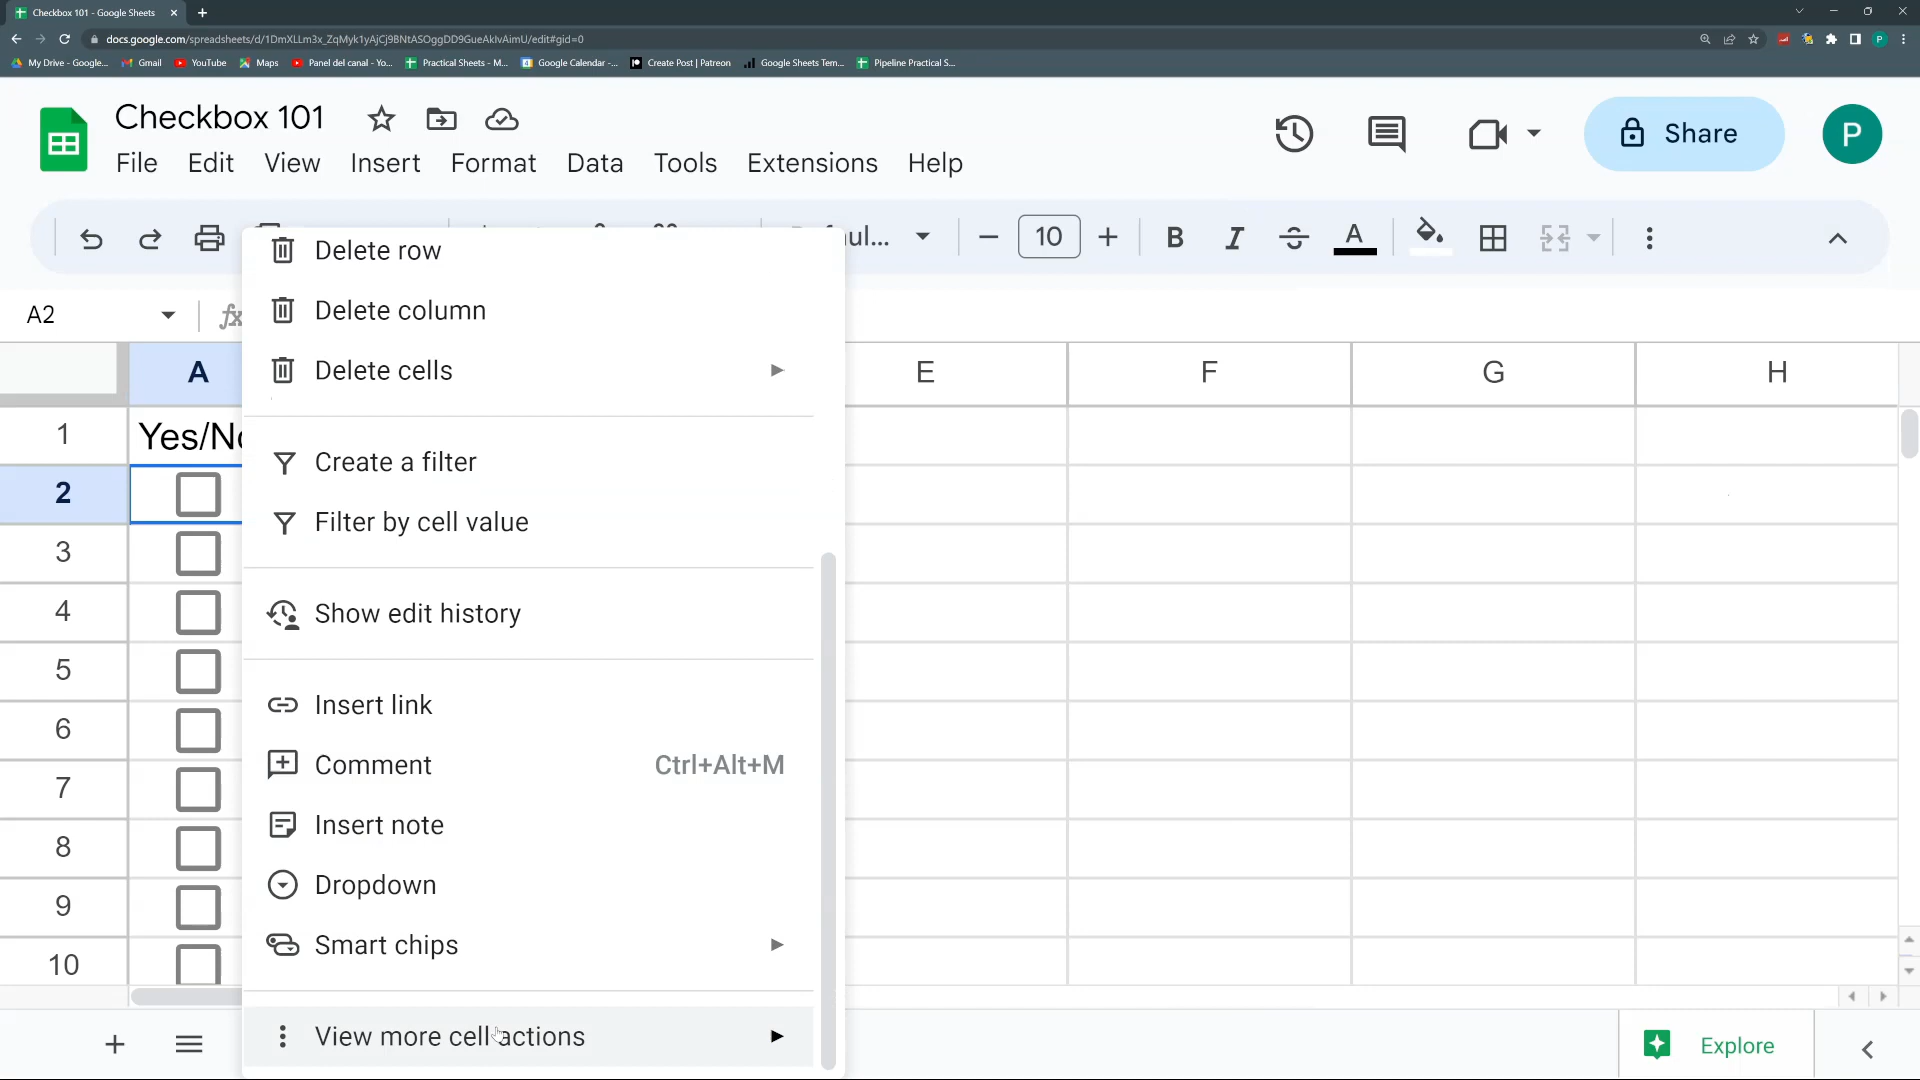 Checkbox 101 - Google Sheets
docs.google.com/spreadsheets/d/1DmXLLm3x_ZqMyk1yAjCj9BNtASOggDD9GueAkIvAimU/edit#gid=0
My Drive - Google...
Gmail
YouTube
Maps
Panel del canal - Yo...
Practical Sheets - M...
Google Calendar -...
Create Post | Patreon
Google Sheets Tem...
Pipeline Practical S...
P
Checkbox 101
Share
P
File Edit View Insert Format Data Tools Extensions Help
10 B I A
A2
fx
A E F G H
1 Yes/No
2
3
4
5
6
7
8
9
10
Delete row
Delete column
Delete cells
Create a filter
Filter by cell value
Show edit history
Insert link
Comment Ctrl+Alt+M
Insert note
Dropdown
Smart chips
View more cell actions
Explore